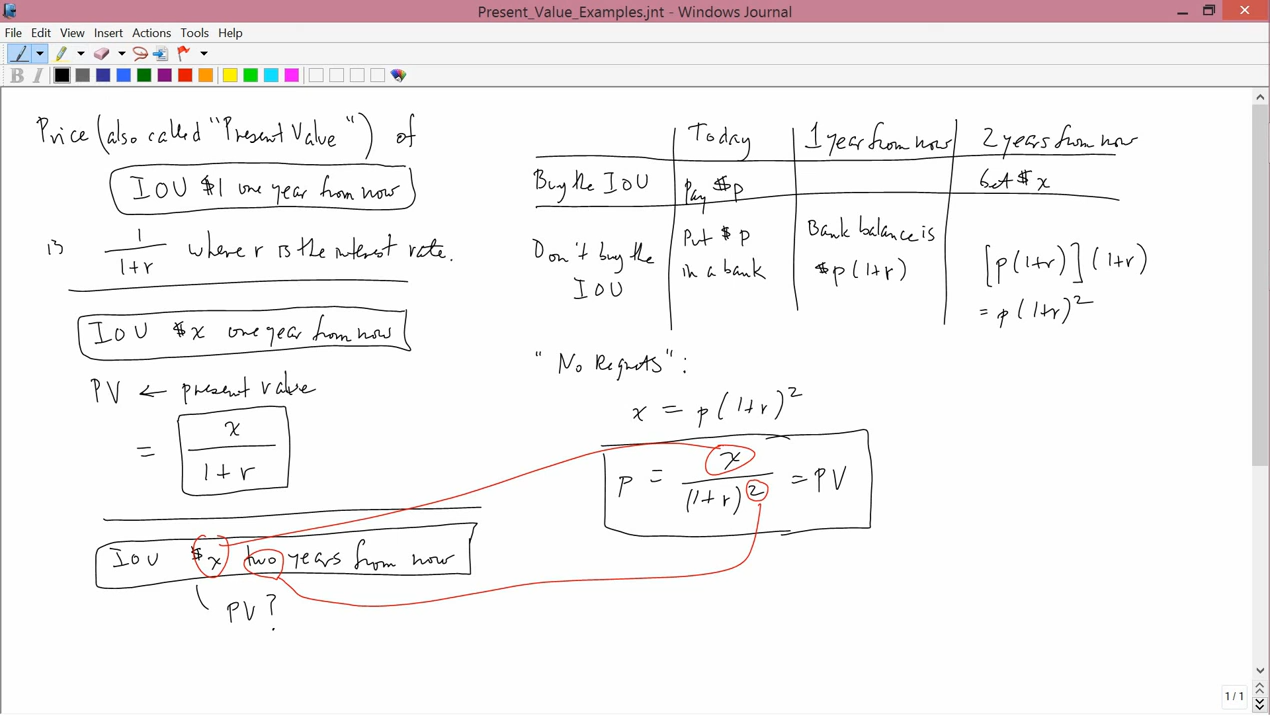 Present_Value_Examples.jnt - Windows Journal
File Edit View Insert Actions Tools Help
B I
Price (also called "Present Value") of
IOU $1 one year from now
is 1/(1+r) where r is the interest rate.
IOU $x one year from now
PV ← present value
= x/(1+r)
IOU $x two years from now
PV?
Today 1 year from now 2 years from now
Buy the IOU Pay $p Get $x
Don't buy the IOU Put $p in a bank Bank balance is $p(1+r) [p(1+r)](1+r)
= p(1+r)²
"No Regrets":
x = p(1+r)²
p = x/(1+r)² = PV
1/1